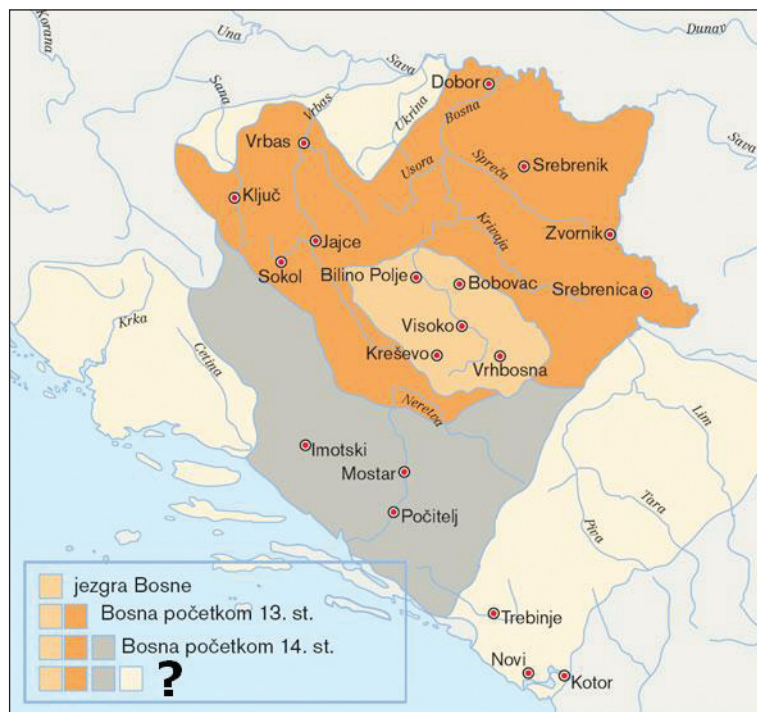 Korana
Una
Sava
Dunav
Sana
Vrbas
Ukrina
Dobor
Bosna
Sava
Vrbas
Usora
Spreča
Srebrenik
Ključ
Krivaja
Zvornik
Jajce
Sokol
Bilino Polje
Bobovac
Srebrenica
Krka
Cetina
Visoko
Kreševo
Vrhbosna
Neretva
Lim
Imotski
Mostar
Tara
Počitelj
Piva
jezgra Bosne
Bosna početkom 13. st.
Bosna početkom 14. st.
?
Trebinje
Novi
Kotor